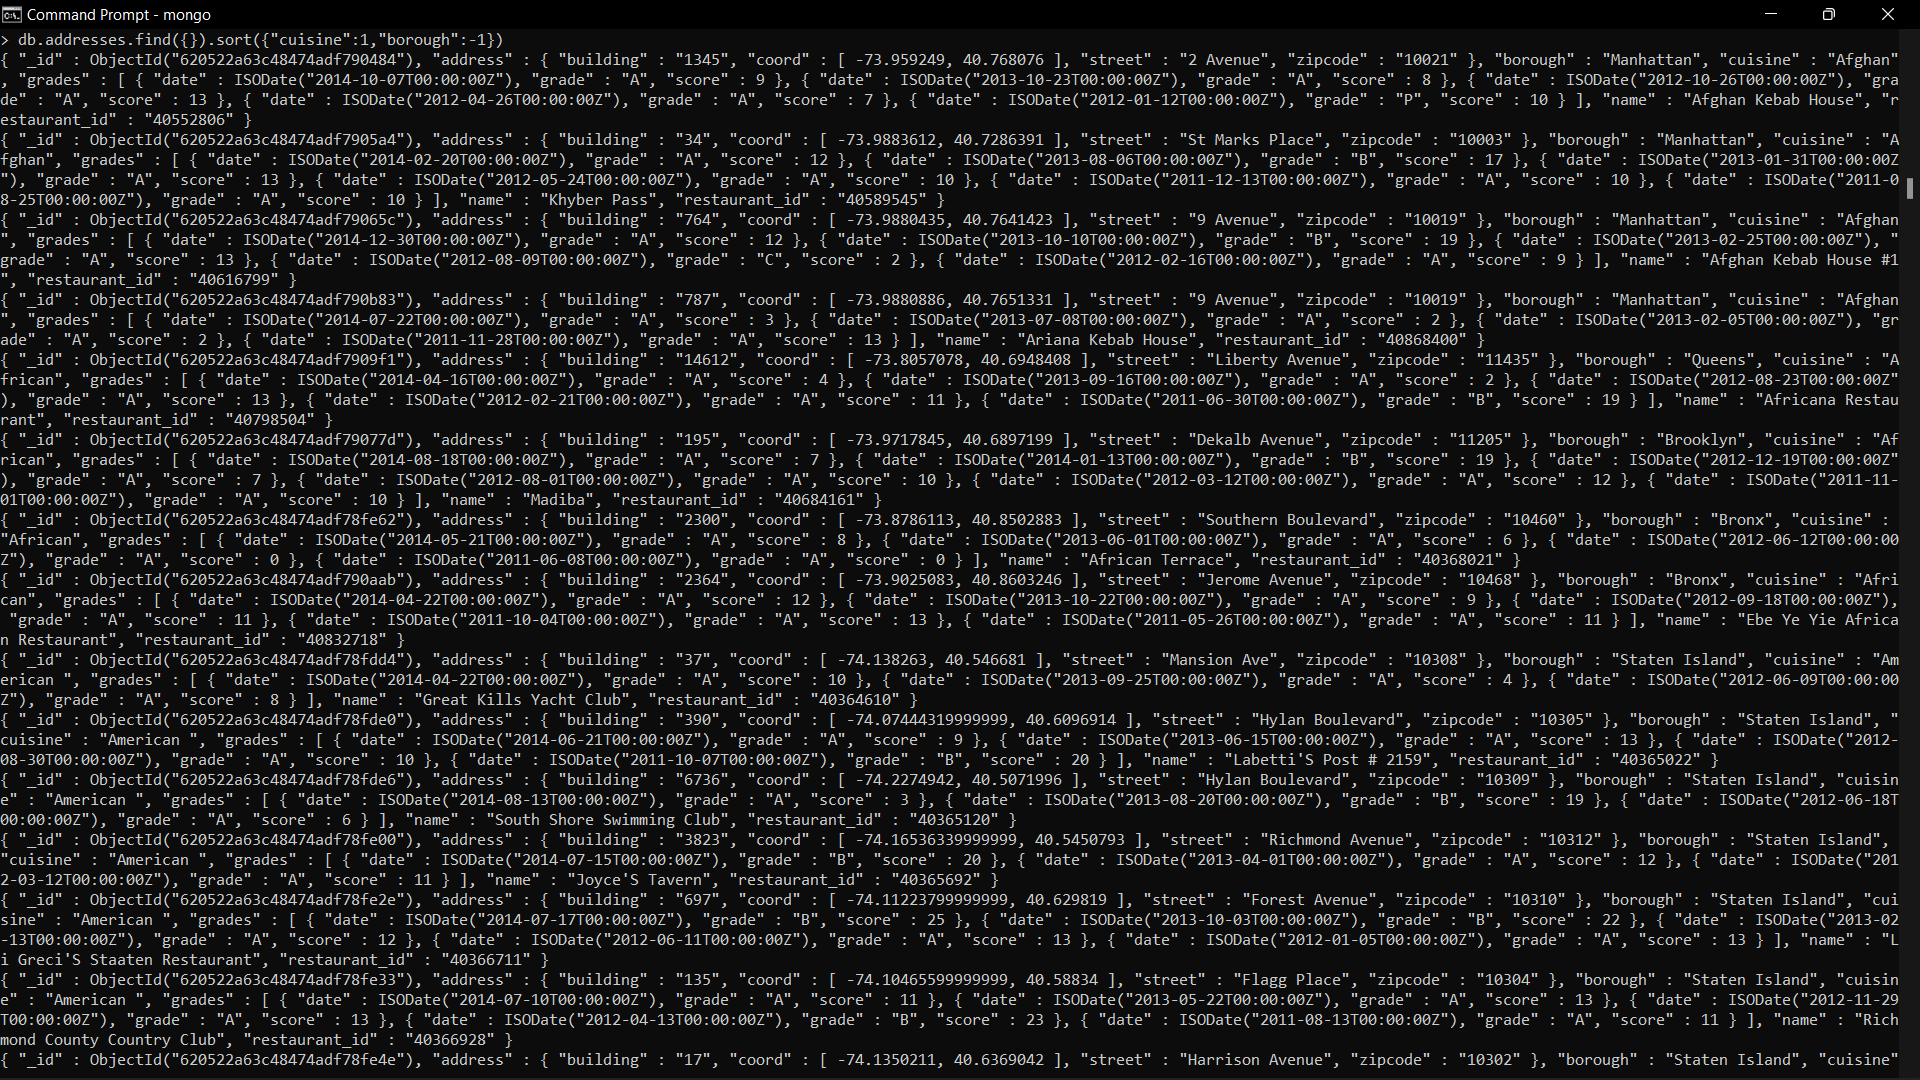 Command Prompt - mongo
> db.addresses.find({}).sort({"cuisine":1,"borough":-1})
{ "_id" : ObjectId("620522a63c48474adf790484"), "address" : { "building" : "1345", "coord" : [ -73.959249, 40.768076 ], "street" : "2 Avenue", "zipcode" : "10021" }, "borough" : "Manhattan", "cuisine" : "Afghan"
, "grades" : [ { "date" : ISODate("2014-10-07T00:00:00Z"), "grade" : "A", "score" : 9 }, { "date" : ISODate("2013-10-23T00:00:00Z"), "grade" : "A", "score" : 8 }, { "date" : ISODate("2012-10-26T00:00:00Z"), "gra
de" : "A", "score" : 13 }, { "date" : ISODate("2012-04-26T00:00:00Z"), "grade" : "A", "score" : 7 }, { "date" : ISODate("2012-01-12T00:00:00Z"), "grade" : "P", "score" : 10 } ], "name" : "Afghan Kebab House", "r
estaurant_id" : "40552806" }
{ "_id" : ObjectId("620522a63c48474adf7905a4"), "address" : { "building" : "34", "coord" : [ -73.9883612, 40.7286391 ], "street" : "St Marks Place", "zipcode" : "10003" }, "borough" : "Manhattan", "cuisine" : "A
fghan", "grades" : [ { "date" : ISODate("2014-02-20T00:00:00Z"), "grade" : "A", "score" : 12 }, { "date" : ISODate("2013-08-06T00:00:00Z"), "grade" : "B", "score" : 17 }, { "date" : ISODate("2013-01-31T00:00:00Z
"), "grade" : "A", "score" : 13 }, { "date" : ISODate("2012-05-24T00:00:00Z"), "grade" : "A", "score" : 10 }, { "date" : ISODate("2011-12-13T00:00:00Z"), "grade" : "A", "score" : 10 }, { "date" : ISODate("2011-0
8-25T00:00:00Z"), "grade" : "A", "score" : 10 } ], "name" : "Khyber Pass", "restaurant_id" : "40589545" }
{ "_id" : ObjectId("620522a63c48474adf79065c"), "address" : { "building" : "764", "coord" : [ -73.9880435, 40.7641423 ], "street" : "9 Avenue", "zipcode" : "10019" }, "borough" : "Manhattan", "cuisine" : "Afghan
", "grades" : [ { "date" : ISODate("2014-12-30T00:00:00Z"), "grade" : "A", "score" : 12 }, { "date" : ISODate("2013-10-10T00:00:00Z"), "grade" : "B", "score" : 19 }, { "date" : ISODate("2013-02-25T00:00:00Z"), "
grade" : "A", "score" : 13 }, { "date" : ISODate("2012-08-09T00:00:00Z"), "grade" : "C", "score" : 2 }, { "date" : ISODate("2012-02-16T00:00:00Z"), "grade" : "A", "score" : 9 } ], "name" : "Afghan Kebab House #1
", "restaurant_id" : "40616799" }
{ "_id" : ObjectId("620522a63c48474adf790b83"), "address" : { "building" : "787", "coord" : [ -73.9880886, 40.7651331 ], "street" : "9 Avenue", "zipcode" : "10019" }, "borough" : "Manhattan", "cuisine" : "Afghan
", "grades" : [ { "date" : ISODate("2014-07-22T00:00:00Z"), "grade" : "A", "score" : 3 }, { "date" : ISODate("2013-07-08T00:00:00Z"), "grade" : "A", "score" : 2 }, { "date" : ISODate("2013-02-05T00:00:00Z"), "gr
ade" : "A", "score" : 2 }, { "date" : ISODate("2011-11-28T00:00:00Z"), "grade" : "A", "score" : 13 } ], "name" : "Ariana Kebab House", "restaurant_id" : "40868400" }
{ "_id" : ObjectId("620522a63c48474adf7909f1"), "address" : { "building" : "14612", "coord" : [ -73.8057078, 40.6948408 ], "street" : "Liberty Avenue", "zipcode" : "11435" }, "borough" : "Queens", "cuisine" : "A
frican", "grades" : [ { "date" : ISODate("2014-04-16T00:00:00Z"), "grade" : "A", "score" : 4 }, { "date" : ISODate("2013-09-16T00:00:00Z"), "grade" : "A", "score" : 2 }, { "date" : ISODate("2012-08-23T00:00:00Z"
), "grade" : "A", "score" : 13 }, { "date" : ISODate("2012-02-21T00:00:00Z"), "grade" : "A", "score" : 11 }, { "date" : ISODate("2011-06-30T00:00:00Z"), "grade" : "B", "score" : 19 } ], "name" : "Africana Restau
rant", "restaurant_id" : "40798504" }
{ "_id" : ObjectId("620522a63c48474adf79077d"), "address" : { "building" : "195", "coord" : [ -73.9717845, 40.6897199 ], "street" : "Dekalb Avenue", "zipcode" : "11205" }, "borough" : "Brooklyn", "cuisine" : "Af
rican", "grades" : [ { "date" : ISODate("2014-08-18T00:00:00Z"), "grade" : "A", "score" : 7 }, { "date" : ISODate("2014-01-13T00:00:00Z"), "grade" : "B", "score" : 19 }, { "date" : ISODate("2012-12-19T00:00:00Z"
), "grade" : "A", "score" : 7 }, { "date" : ISODate("2012-08-01T00:00:00Z"), "grade" : "A", "score" : 10 }, { "date" : ISODate("2012-03-12T00:00:00Z"), "grade" : "A", "score" : 12 }, { "date" : ISODate("2011-11-
01T00:00:00Z"), "grade" : "A", "score" : 10 } ], "name" : "Madiba", "restaurant_id" : "40684161" }
{ "_id" : ObjectId("620522a63c48474adf78fe62"), "address" : { "building" : "2300", "coord" : [ -73.8786113, 40.8502883 ], "street" : "Southern Boulevard", "zipcode" : "10460" }, "borough" : "Bronx", "cuisine" :
"African", "grades" : [ { "date" : ISODate("2014-05-21T00:00:00Z"), "grade" : "A", "score" : 8 }, { "date" : ISODate("2013-06-01T00:00:00Z"), "grade" : "A", "score" : 6 }, { "date" : ISODate("2012-06-12T00:00:00
Z"), "grade" : "A", "score" : 0 }, { "date" : ISODate("2011-06-08T00:00:00Z"), "grade" : "A", "score" : 0 } ], "name" : "African Terrace", "restaurant_id" : "40368021" }
{ "_id" : ObjectId("620522a63c48474adf790aab"), "address" : { "building" : "2364", "coord" : [ -73.9025083, 40.8603246 ], "street" : "Jerome Avenue", "zipcode" : "10468" }, "borough" : "Bronx", "cuisine" : "Afri
can", "grades" : [ { "date" : ISODate("2014-04-22T00:00:00Z"), "grade" : "A", "score" : 12 }, { "date" : ISODate("2013-10-22T00:00:00Z"), "grade" : "A", "score" : 9 }, { "date" : ISODate("2012-09-18T00:00:00Z"),
 "grade" : "A", "score" : 11 }, { "date" : ISODate("2011-10-04T00:00:00Z"), "grade" : "A", "score" : 13 }, { "date" : ISODate("2011-05-26T00:00:00Z"), "grade" : "A", "score" : 11 } ], "name" : "Ebe Ye Yie Africa
n Restaurant", "restaurant_id" : "40832718" }
{ "_id" : ObjectId("620522a63c48474adf78fdd4"), "address" : { "building" : "37", "coord" : [ -74.138263, 40.546681 ], "street" : "Mansion Ave", "zipcode" : "10308" }, "borough" : "Staten Island", "cuisine" : "Am
erican ", "grades" : [ { "date" : ISODate("2014-04-22T00:00:00Z"), "grade" : "A", "score" : 10 }, { "date" : ISODate("2013-09-25T00:00:00Z"), "grade" : "A", "score" : 4 }, { "date" : ISODate("2012-06-09T00:00:00
Z"), "grade" : "A", "score" : 8 } ], "name" : "Great Kills Yacht Club", "restaurant_id" : "40364610" }
{ "_id" : ObjectId("620522a63c48474adf78fde0"), "address" : { "building" : "390", "coord" : [ -74.07444319999999, 40.6096914 ], "street" : "Hylan Boulevard", "zipcode" : "10305" }, "borough" : "Staten Island", "
cuisine" : "American ", "grades" : [ { "date" : ISODate("2014-06-21T00:00:00Z"), "grade" : "A", "score" : 9 }, { "date" : ISODate("2013-06-15T00:00:00Z"), "grade" : "A", "score" : 13 }, { "date" : ISODate("2012-
08-30T00:00:00Z"), "grade" : "A", "score" : 10 }, { "date" : ISODate("2011-10-07T00:00:00Z"), "grade" : "B", "score" : 20 } ], "name" : "Labetti'S Post # 2159", "restaurant_id" : "40365022" }
{ "_id" : ObjectId("620522a63c48474adf78fde6"), "address" : { "building" : "6736", "coord" : [ -74.2274942, 40.5071996 ], "street" : "Hylan Boulevard", "zipcode" : "10309" }, "borough" : "Staten Island", "cuisin
e" : "American ", "grades" : [ { "date" : ISODate("2014-08-13T00:00:00Z"), "grade" : "A", "score" : 3 }, { "date" : ISODate("2013-08-20T00:00:00Z"), "grade" : "B", "score" : 19 }, { "date" : ISODate("2012-06-18T
00:00:00Z"), "grade" : "A", "score" : 6 } ], "name" : "South Shore Swimming Club", "restaurant_id" : "40365120" }
{ "_id" : ObjectId("620522a63c48474adf78fe00"), "address" : { "building" : "3823", "coord" : [ -74.16536339999999, 40.5450793 ], "street" : "Richmond Avenue", "zipcode" : "10312" }, "borough" : "Staten Island",
"cuisine" : "American ", "grades" : [ { "date" : ISODate("2014-07-15T00:00:00Z"), "grade" : "B", "score" : 20 }, { "date" : ISODate("2013-04-01T00:00:00Z"), "grade" : "A", "score" : 12 }, { "date" : ISODate("201
2-03-12T00:00:00Z"), "grade" : "A", "score" : 11 } ], "name" : "Joyce'S Tavern", "restaurant_id" : "40365692" }
{ "_id" : ObjectId("620522a63c48474adf78fe2e"), "address" : { "building" : "697", "coord" : [ -74.11223799999999, 40.629819 ], "street" : "Forest Avenue", "zipcode" : "10310" }, "borough" : "Staten Island", "cui
sine" : "American ", "grades" : [ { "date" : ISODate("2014-07-17T00:00:00Z"), "grade" : "B", "score" : 25 }, { "date" : ISODate("2013-10-03T00:00:00Z"), "grade" : "B", "score" : 22 }, { "date" : ISODate("2013-02
-13T00:00:00Z"), "grade" : "A", "score" : 12 }, { "date" : ISODate("2012-06-11T00:00:00Z"), "grade" : "A", "score" : 13 }, { "date" : ISODate("2012-01-05T00:00:00Z"), "grade" : "A", "score" : 13 } ], "name" : "L
i Greci'S Staaten Restaurant", "restaurant_id" : "40366711" }
{ "_id" : ObjectId("620522a63c48474adf78fe33"), "address" : { "building" : "135", "coord" : [ -74.10465599999999, 40.58834 ], "street" : "Flagg Place", "zipcode" : "10304" }, "borough" : "Staten Island", "cuisin
e" : "American ", "grades" : [ { "date" : ISODate("2014-07-10T00:00:00Z"), "grade" : "A", "score" : 11 }, { "date" : ISODate("2013-05-22T00:00:00Z"), "grade" : "A", "score" : 13 }, { "date" : ISODate("2012-11-29
T00:00:00Z"), "grade" : "A", "score" : 13 }, { "date" : ISODate("2012-04-13T00:00:00Z"), "grade" : "B", "score" : 23 }, { "date" : ISODate("2011-08-13T00:00:00Z"), "grade" : "A", "score" : 11 } ], "name" : "Rich
mond County Country Club", "restaurant_id" : "40366928" }
{ "_id" : ObjectId("620522a63c48474adf78fe4e"), "address" : { "building" : "17", "coord" : [ -74.1350211, 40.6369042 ], "street" : "Harrison Avenue", "zipcode" : "10302" }, "borough" : "Staten Island", "cuisine"